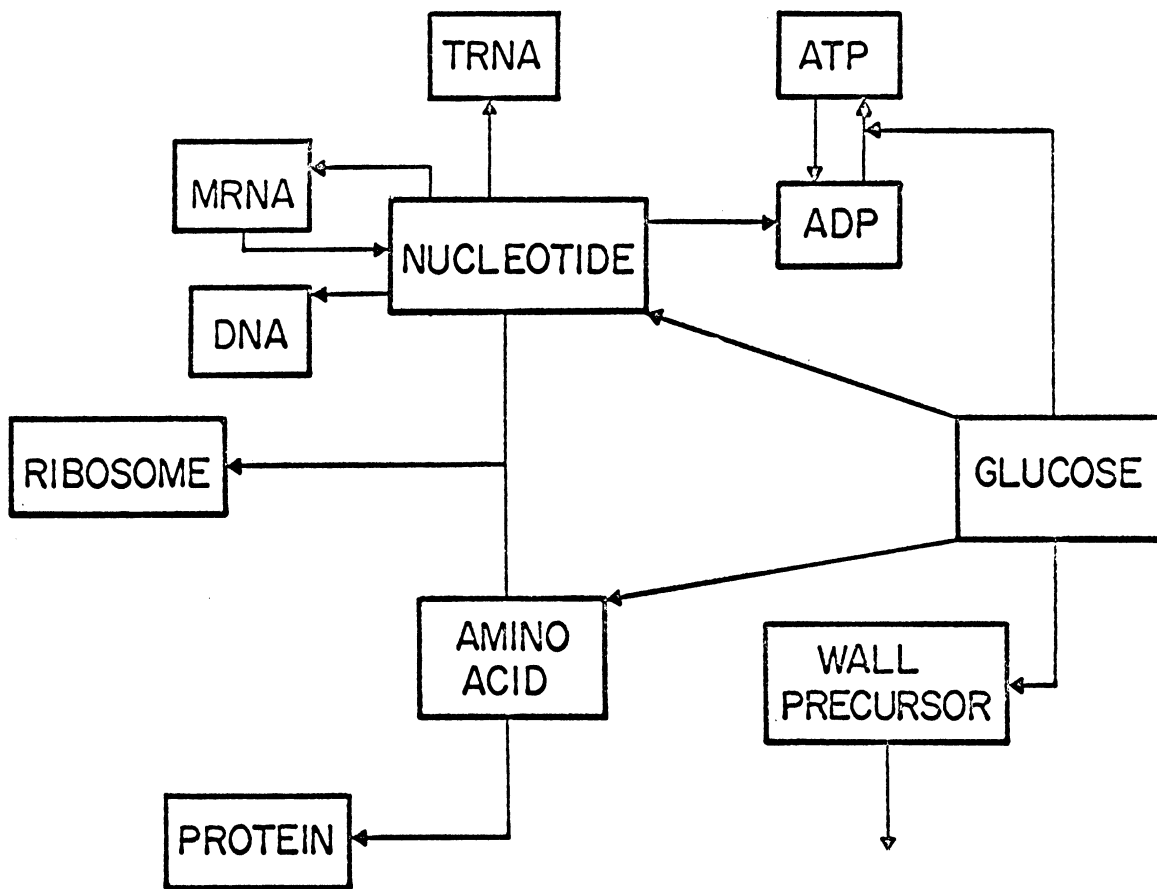 TRNA
ATP
MRNA
ADP
NUCLEOTIDE
DNA
RIBOSOME
GLUCOSE
AMINO
ACID
WALL
PRECURSOR
PROTEIN